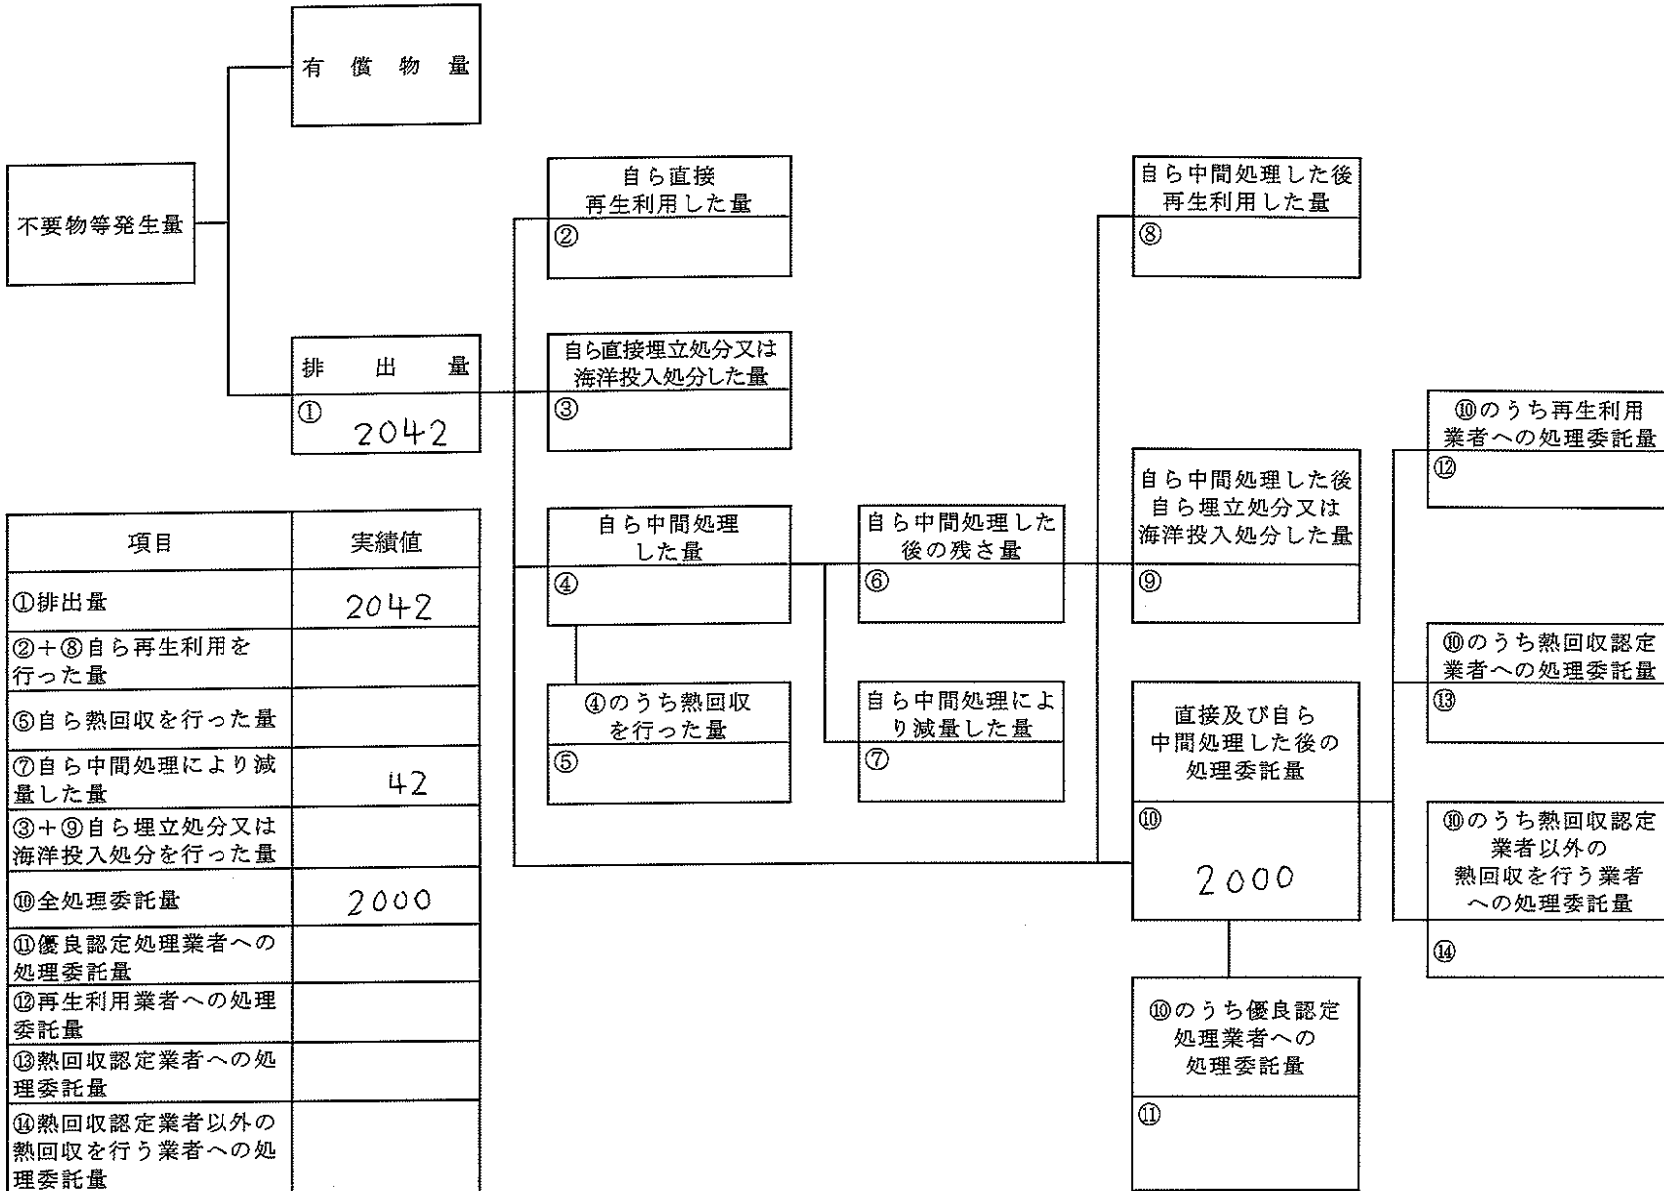 有償物量
不要物等発生量
排出量
①
2042
自ら直接
再生利用した量
②
自ら直接埋立処分又は
海洋投入処分した量
③
自ら中間処理
した量
④
④のうち熱回収
を行った量
⑤
自ら中間処理した
後の残さ量
⑥
自ら中間処理によ
り減量した量
⑦
自ら中間処理した後
再生利用した量
⑧
自ら中間処理した後
自ら埋立処分又は
海洋投入処分した量
⑨
直接及び自ら
中間処理した後の
処理委託量
⑩
2000
⑩のうち優良認定
処理業者への
処理委託量
⑪
⑩のうち再生利用
業者への処理委託量
⑫
⑩のうち熱回収認定
業者への処理委託量
⑬
⑩のうち熱回収認定
業者以外の
熱回収を行う業者
への処理委託量
⑭
項目 実績値
①排出量 2042
②+⑧自ら再生利用を
行った量
⑤自ら熱回収を行った量
⑦自ら中間処理により減
量した量 42
③+⑨自ら埋立処分又は
海洋投入処分を行った量
⑩全処理委託量 2000
⑪優良認定処理業者への
処理委託量
⑫再生利用業者への処理
委託量
⑬熱回収認定業者への処
理委託量
⑭熱回収認定業者以外の
熱回収を行う業者への処
理委託量